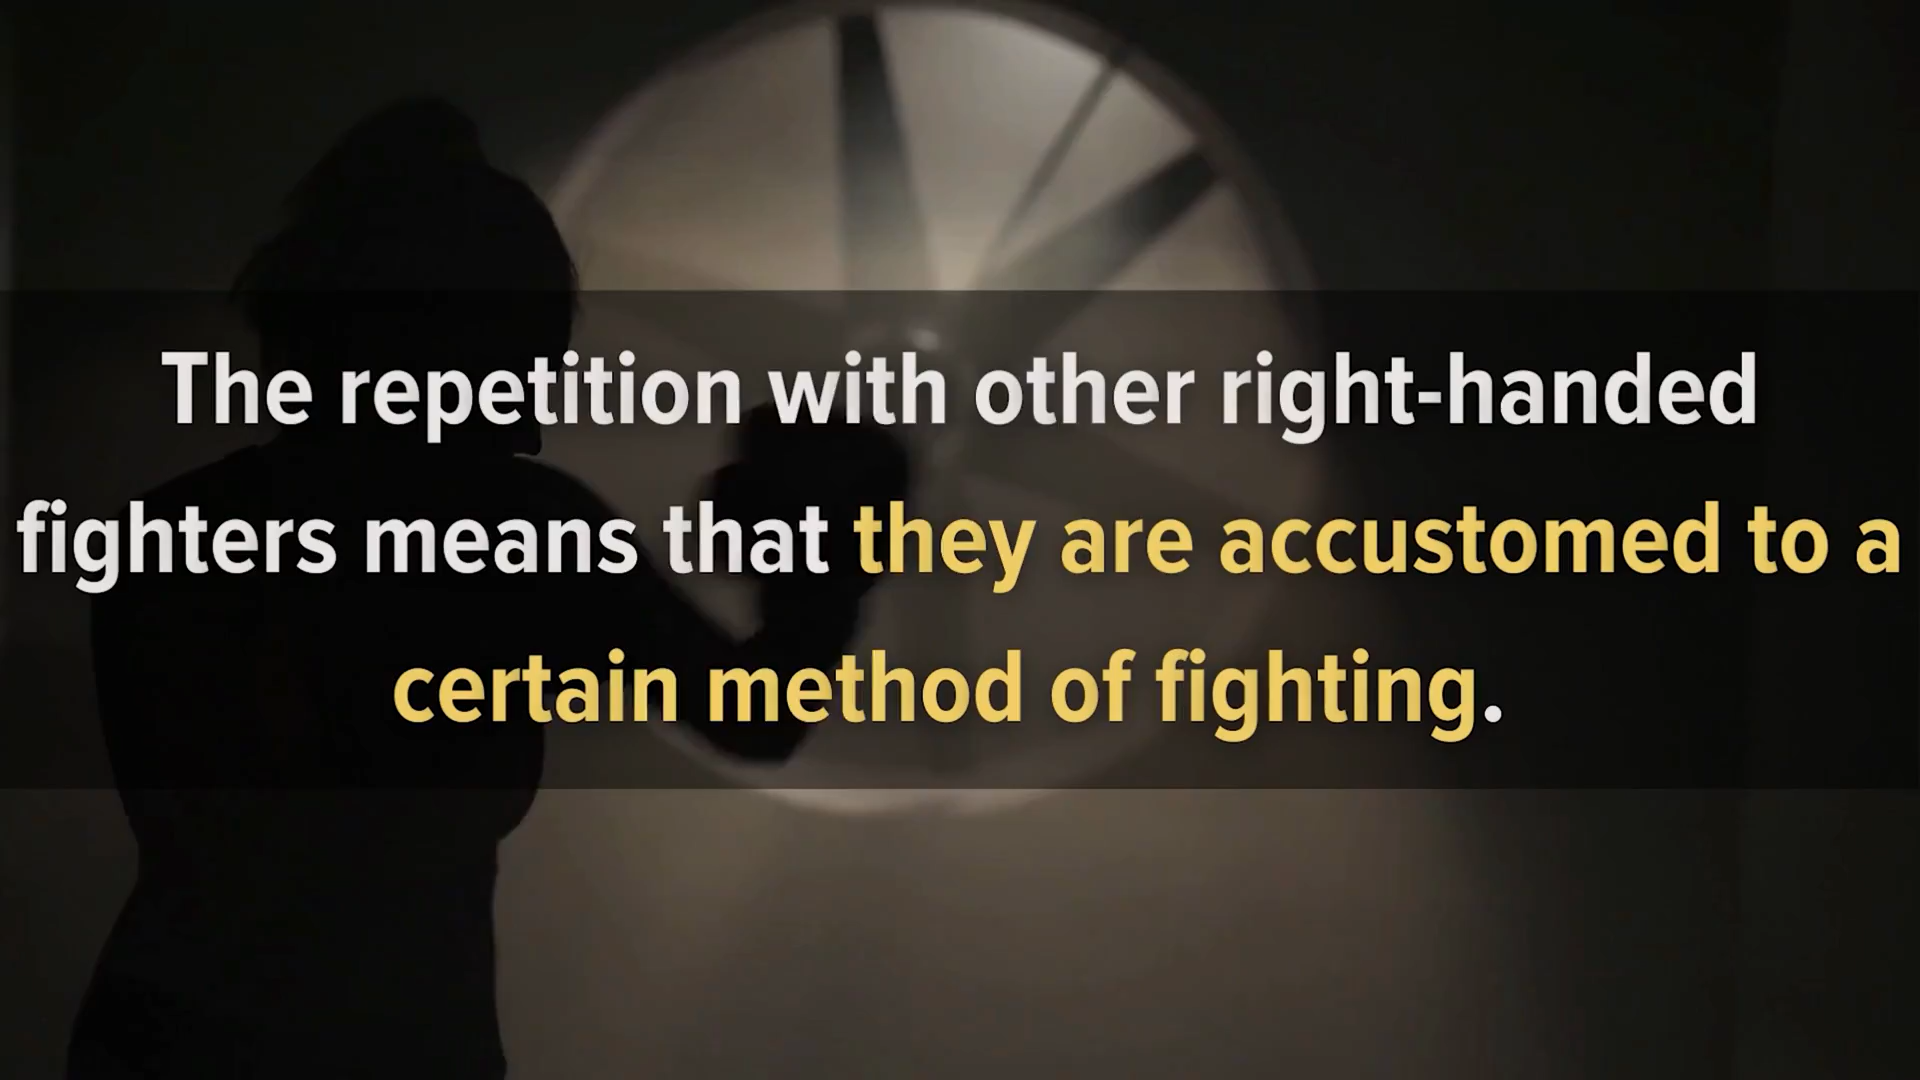 The repetition with other right-handed
fighters means that they are accustomed to a
certain method of fighting.